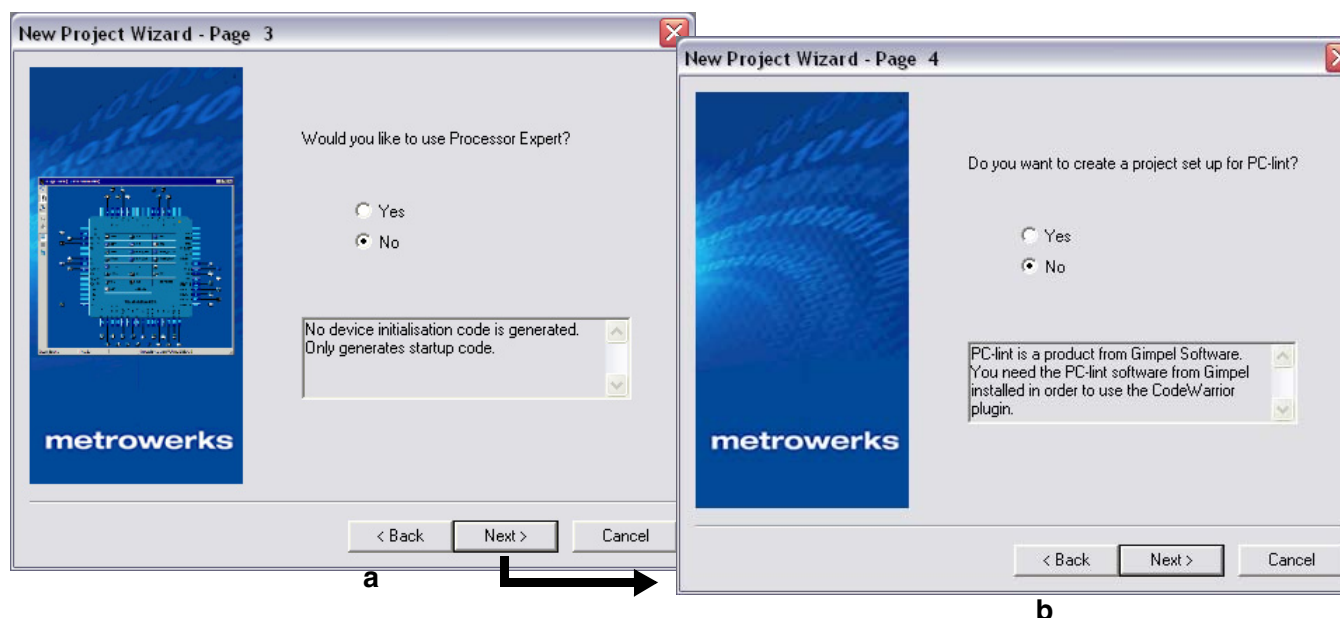 New Project Wizard - Page 3
Would you like to use Processor Expert?
Yes
No
No device initialisation code is generated.
Only generates startup code.
metrowerks
< Back
Next >
Cancel
a
New Project Wizard - Page 4
Do you want to create a project set up for PC-lint?
Yes
No
PC-lint is a product from Gimpel Software.
You need the PC-lint software from Gimpel
installed in order to use the CodeWarrior
plugin.
metrowerks
< Back
Next >
Cancel
b